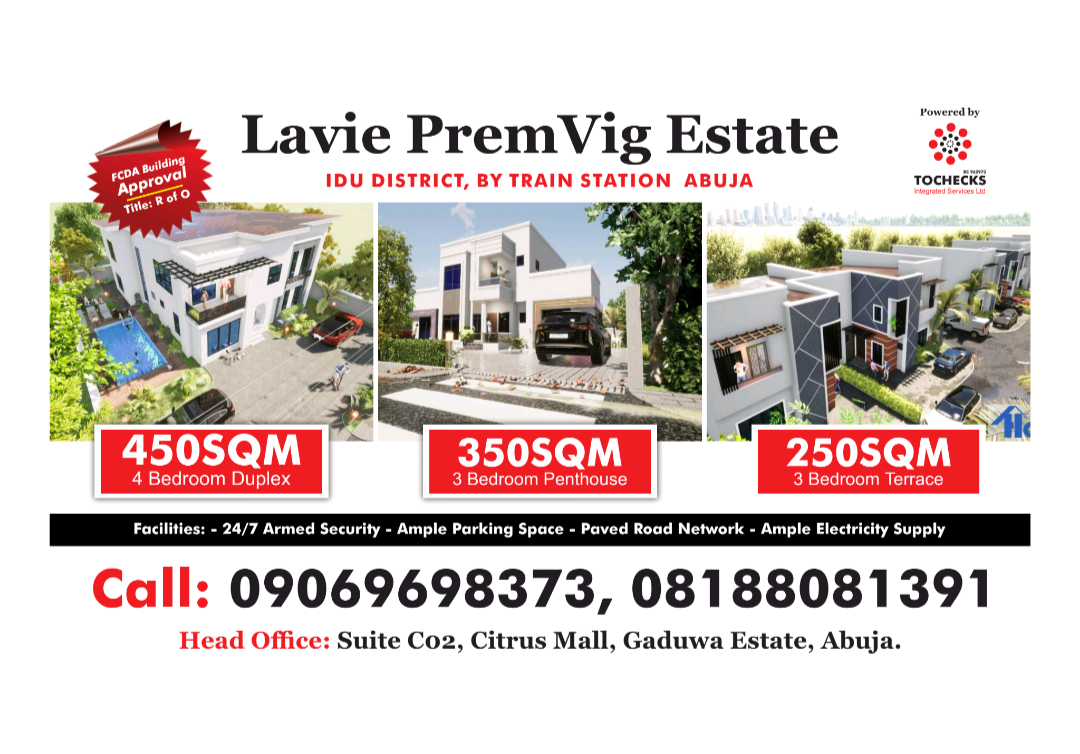 Lavie PremVig Estate
IDU DISTRICT, BY TRAIN STATION ABUJA
Powered by
RC 962973
TOCHECKS
Integrated Services Ltd
FCDA Building
Approval
Title: R of O
450SQM
4 Bedroom Duplex
350SQM
3 Bedroom Penthouse
250SQM
3 Bedroom Terrace
Facilities: - 24/7 Armed Security - Ample Parking Space - Paved Road Network - Ample Electricity Supply
Call: 09069698373, 08188081391
Head Office: Suite C02, Citrus Mall, Gaduwa Estate, Abuja.